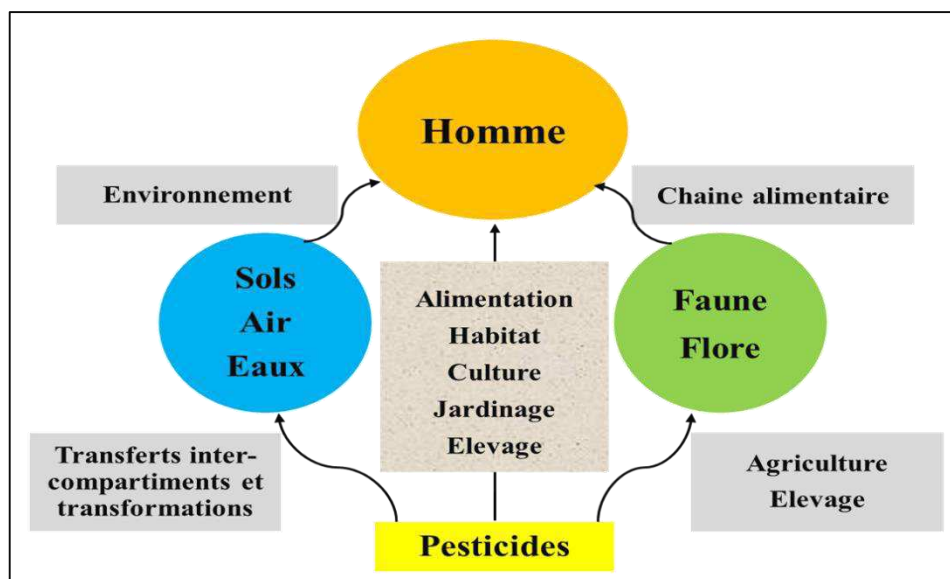 Homme
Environnement
Chaine alimentaire
Sols
Air
Eaux
Alimentation
Habitat
Culture
Jardinage
Elevage
Faune
Flore
Transferts inter-
compartiments et
transformations
Agriculture
Elevage
Pesticides